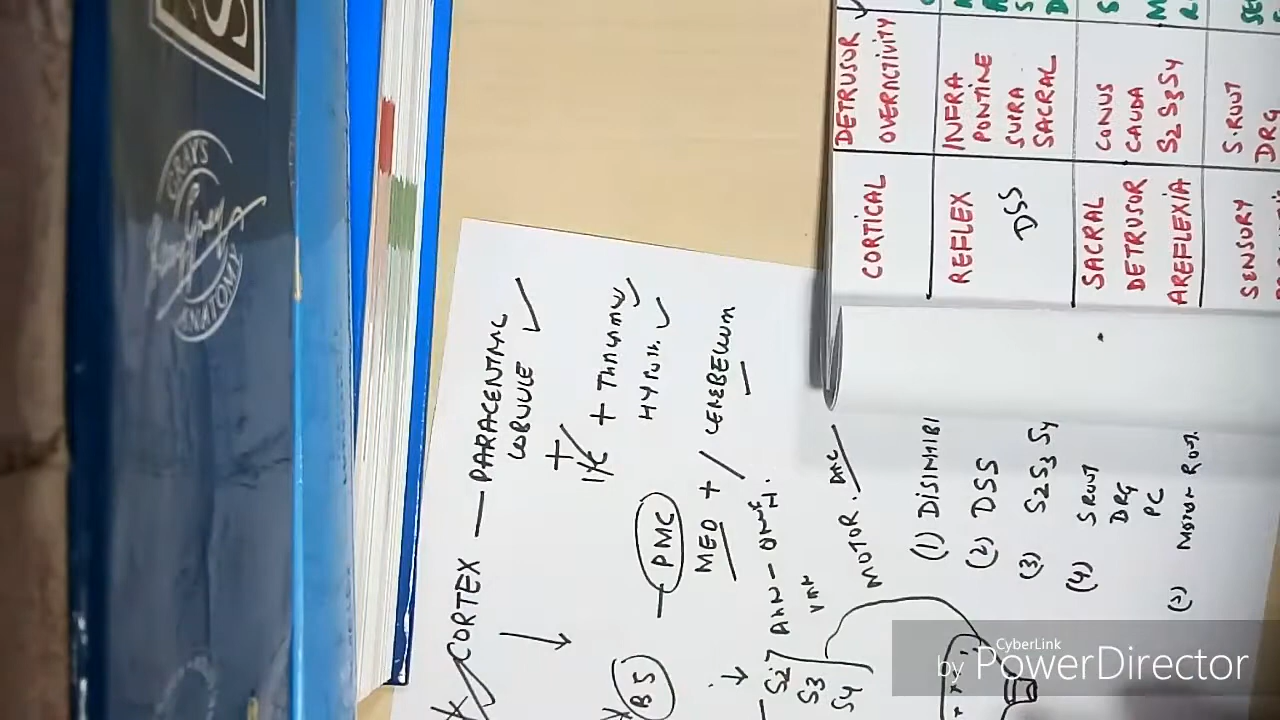 GRAY'S
ANATOMY
CORTEX — PARACENTRAL
LOBULE
+ Thalamus
BS — PMC
MED + / CEREBELLUM
S2
S3
S4
MOTOR.
(1) DISINHIBI
(2) DSS
(3) S2 S3 S4
(4) S ROOT
DRG
PC
MOTOR ROOT.
CORTICAL
DETRUSOR
OVERACTIVITY
REFLEX
DSS
INFRA
PONTINE
SUPRA
SACRAL
SACRAL
DETRUSOR
AREFLEXIA
CONUS
CAUDA
S2 S3 S4
SENSORY
S.ROOT
DRG
CyberLink
by PowerDirector